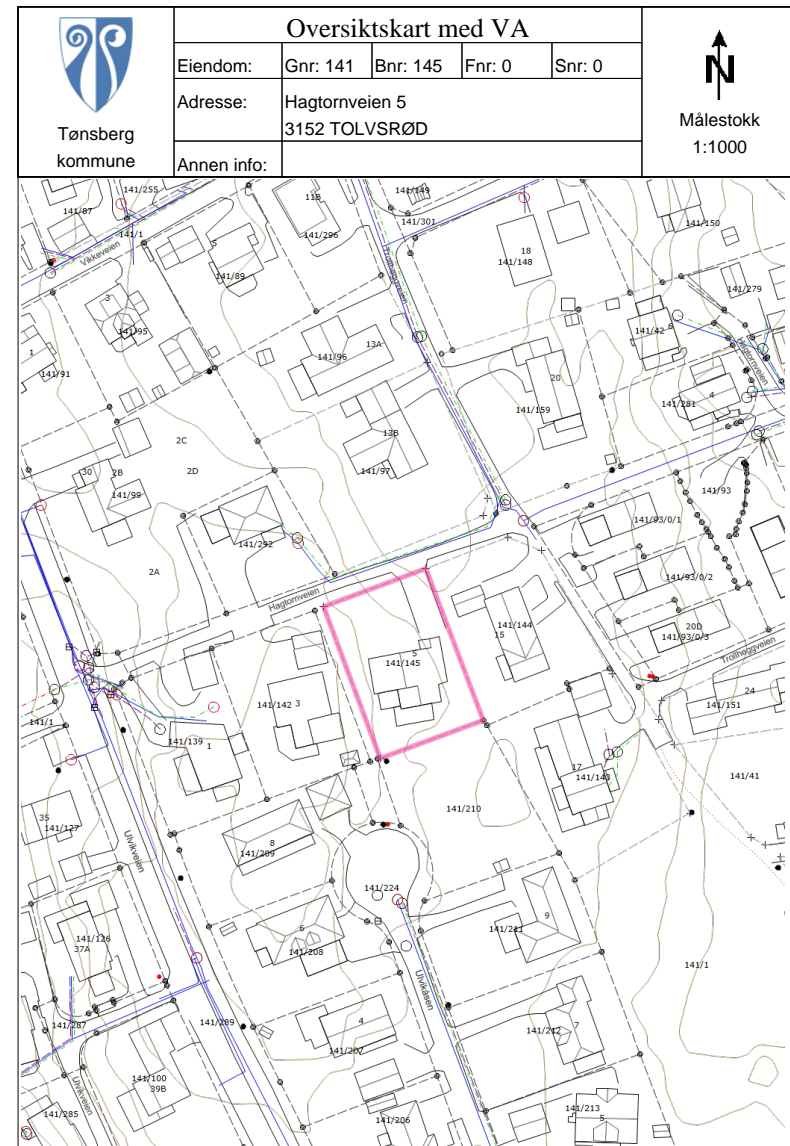 Oversiktskart med VA
Eiendom: Gnr: 141 Bnr: 145 Fnr: 0 Snr: 0
Adresse: Hagtornveien 5
3152 TOLVSRØD
Annen info:
Tønsberg
kommune
N
Målestokk
1:1000
141/255
141/87
141/1
Vikkeveien
5
141/89
11B
141/296
141/149
141/301
Trollheggveien
18
141/148
141/150
141/279
3
141/95
1
141/91
13A
141/96
141/42
6
Hagtornveien
20
141/159
4
141/281
2C
2D
13B
141/97
30
2B
141/99
141/93
141/292
141/93/0/1
2A
Hagtornveien
141/93/0/2
141/144
15
20D
141/93/0/3
Trollheggveien
5
141/145
141/142
3
24
141/151
141/1
141/139
1
17
141/143
141/41
141/210
35
141/127
Ulvikveien
8
141/209
141/224
6
141/208
9
141/211
141/126
37A
141/1
Ulvikåsen
141/287
141/289
4
141/207
141/212
7
141/100
39B
Ulvikveien
141/285
141/206
141/213
5